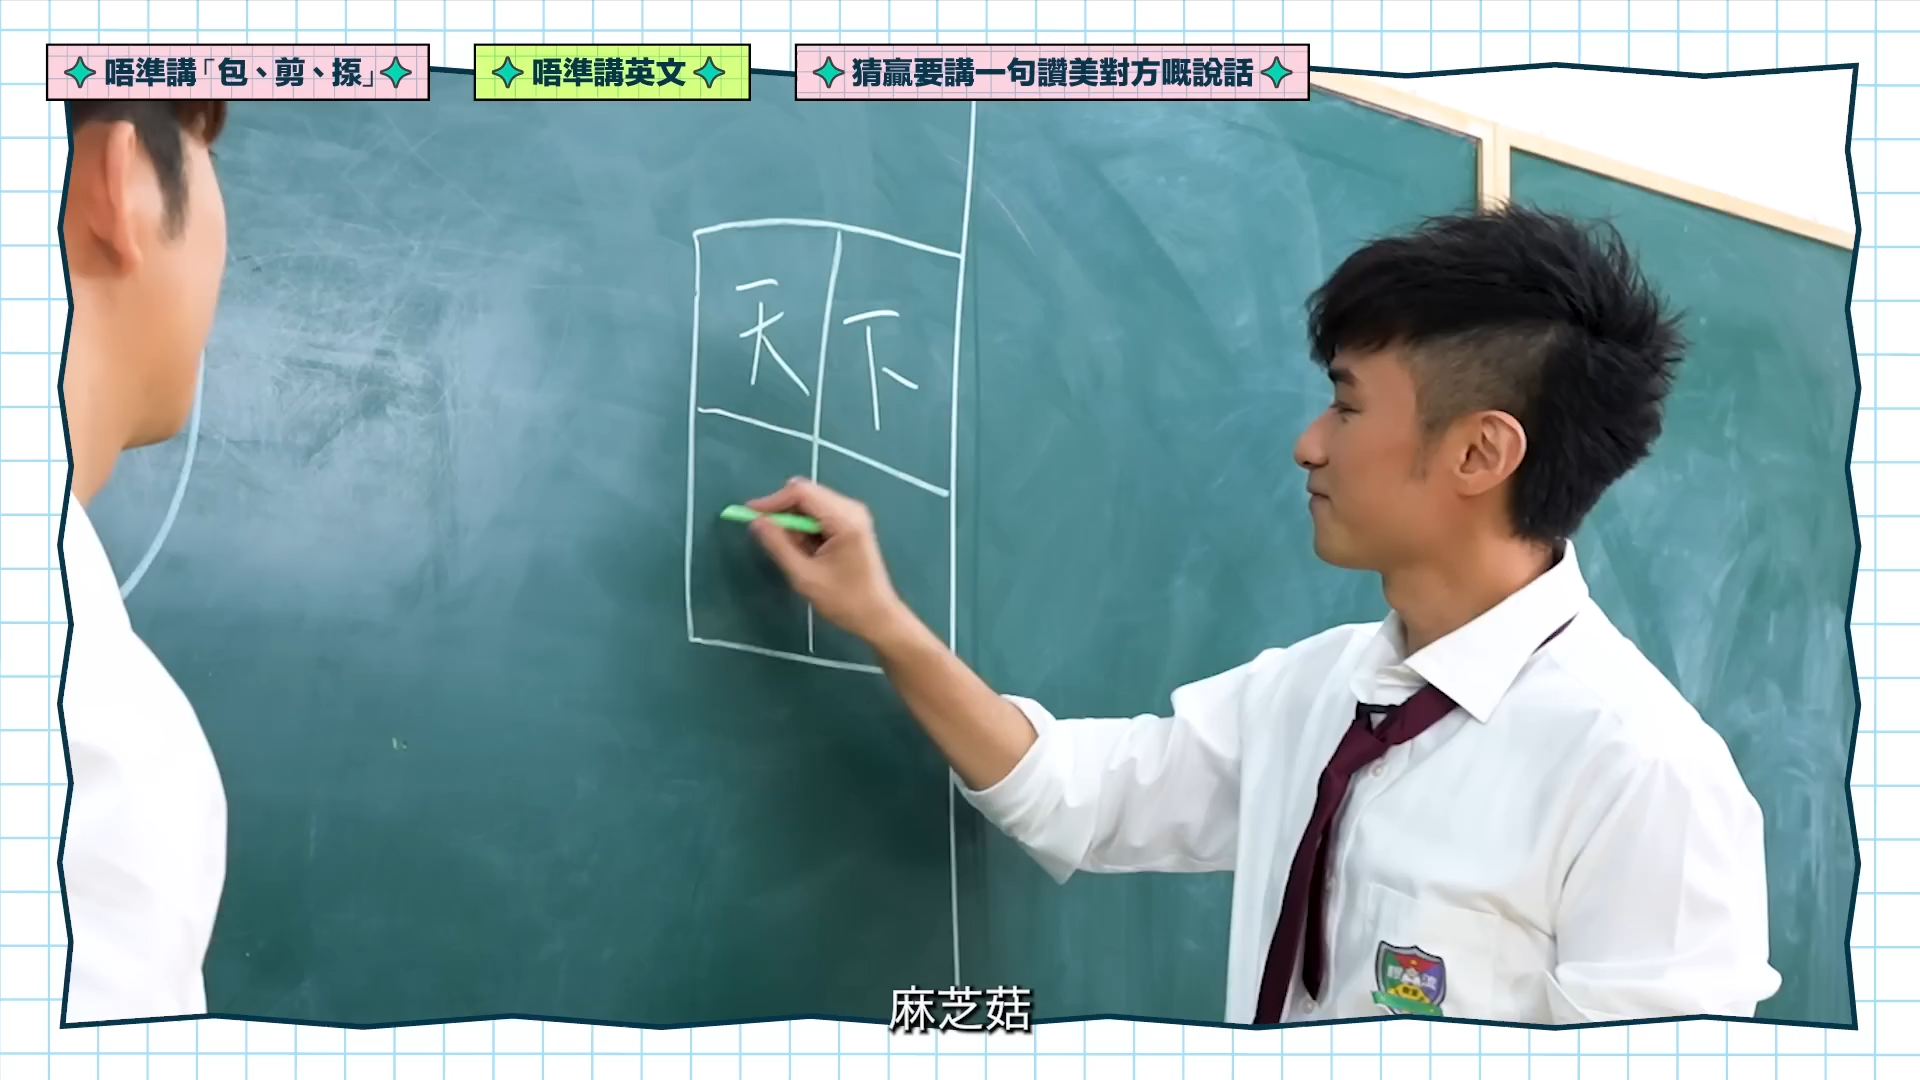 唔準講「包、剪、揼」
唔準講英文
猜贏要講一句讚美對方嘅說話
天下
麻芝菇